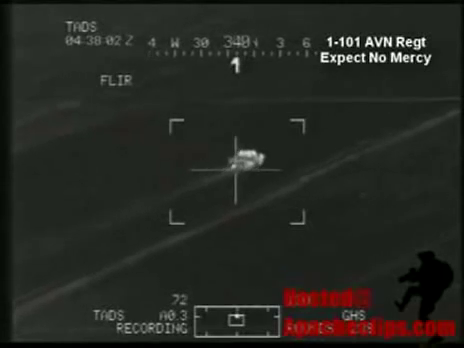 TADS
04:38:02 Z
4 W 30 340 3 6
1-101 AVN Regt
Expect No Mercy
1
FLIR
72
TADS A0.3 GHS
RECORDING
Hosted@
Apacheclips.com